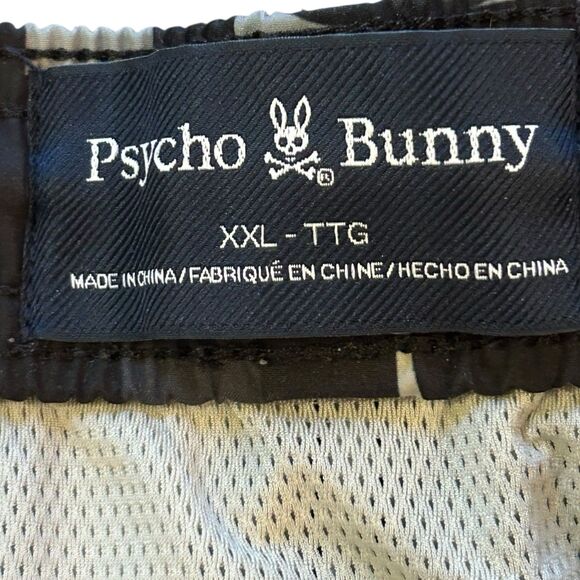 Psycho Bunny ®
XXL - TTG
MADE IN CHINA / FABRIQUÉ EN CHINE / HECHO EN CHINA